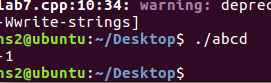 lab7.cpp:10:34: warning: deprec
-Wwrite-strings]
ns2@ubuntu:~/Desktop$ ./abcd
-1
ns2@ubuntu:~/Desktop$